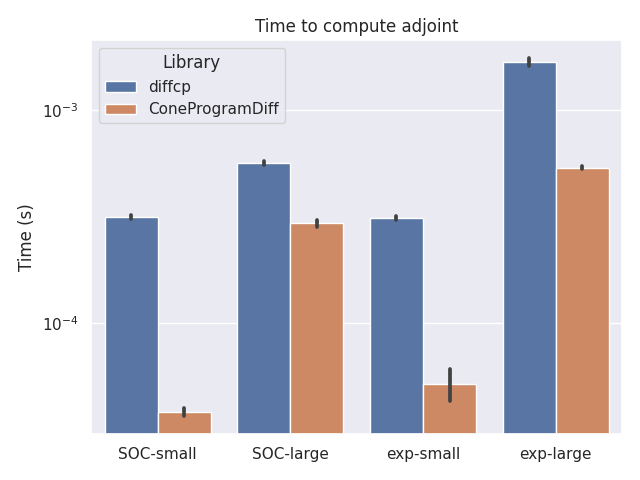 Time to compute adjoint
Library
diffcp
ConeProgramDiff
Time (s)
10⁻³
10⁻⁴
SOC-small
SOC-large
exp-small
exp-large